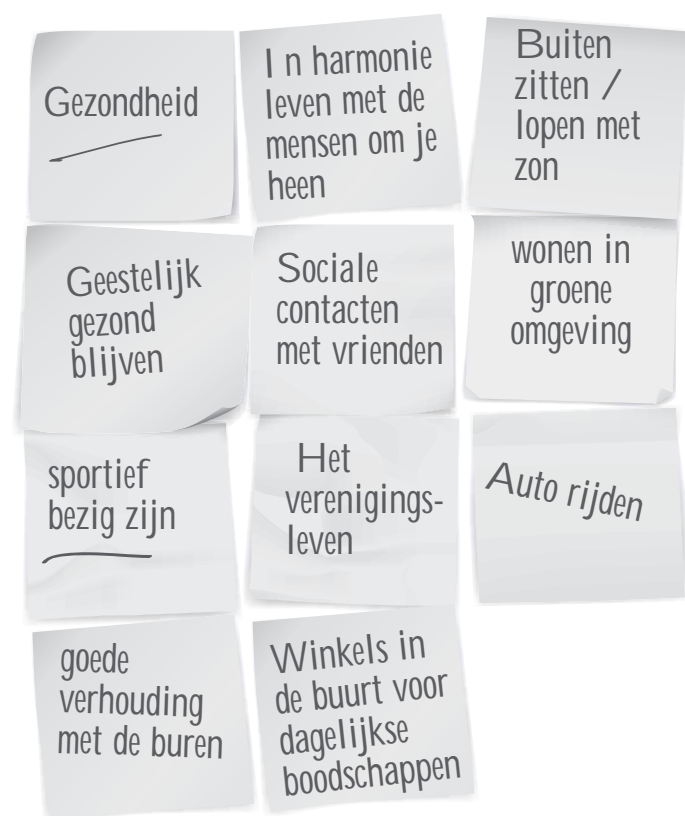 Gezondheid
In harmonie
leven met de
mensen om je
heen
Buiten
zitten /
lopen met
zon
Geestelijk
gezond
blijven
Sociale
contacten
met vrienden
wonen in
groene
omgeving
sportief
bezig zijn
Het
verenigings-
leven
Auto rijden
goede
verhouding
met de buren
Winkels in
de buurt voor
dagelijkse
boodschappen